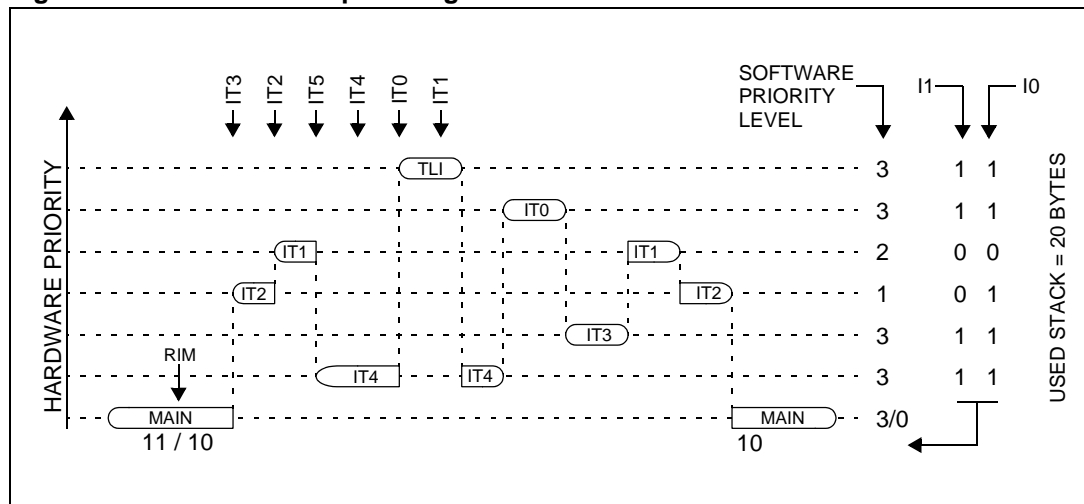 IT3
IT2
IT5
IT4
IT0
IT1
SOFTWARE
PRIORITY
LEVEL
I1
I0
HARDWARE PRIORITY
TLI
3
1 1
IT0
3
1 1
IT1
IT1
2
0 0
IT2
IT2
1
0 1
IT3
3
1 1
RIM
IT4
IT4
3
1 1
MAIN
MAIN
3/0
11 / 10
10
USED STACK = 20 BYTES